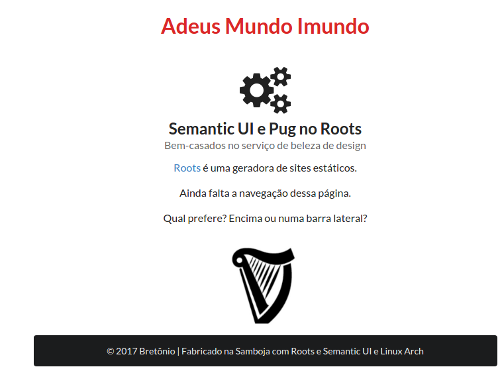 Adeus Mundo Imundo
Semantic UI e Pug no Roots
Bem-casados no serviço de beleza de design
Roots é uma geradora de sites estáticos.
Ainda falta a navegação dessa página.
Qual prefere? Encima ou numa barra lateral?
© 2017 Bretônio | Fabricado na Samboja com Roots e Semantic UI e Linux Arch